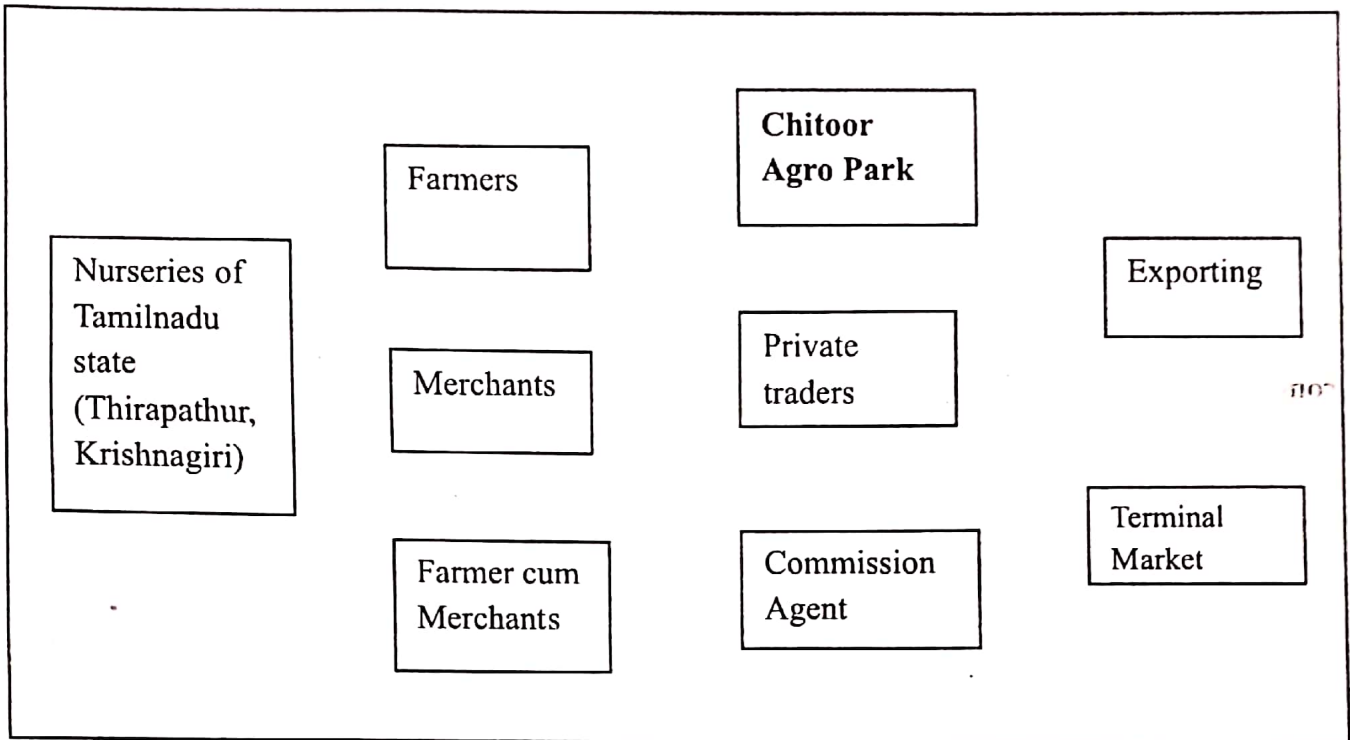 Nurseries of
Tamilnadu
state
(Thirapathur,
Krishnagiri)
Farmers
Merchants
Farmer cum
Merchants
Chitoor
Agro Park
Private
traders
Commission
Agent
Exporting
Terminal
Market